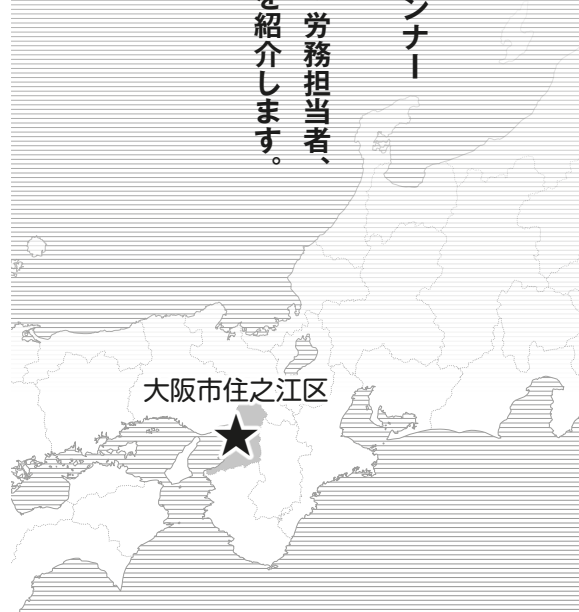 ンナー
労務担当者、
を紹介します。
大阪市住之江区